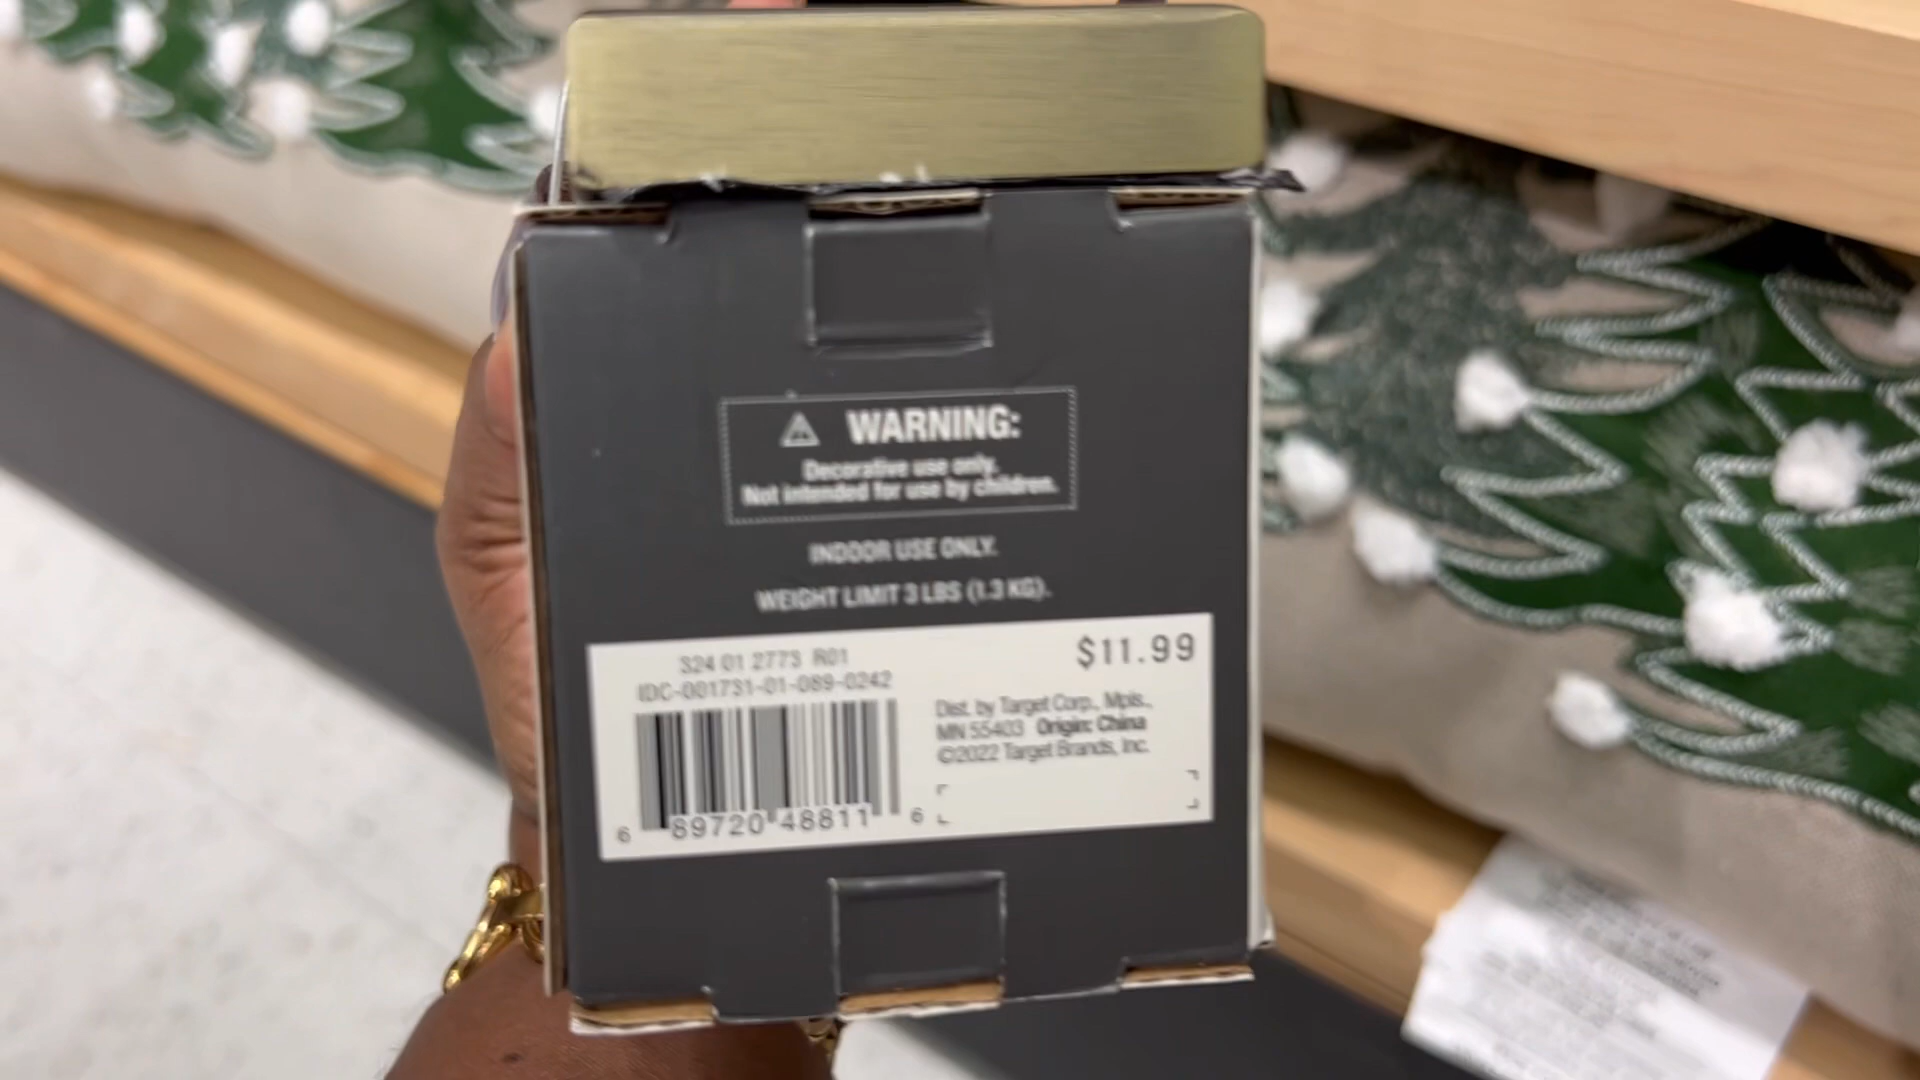 WARNING:
Decorative use only.
Not intended for use by children.
INDOOR USE ONLY.
WEIGHT LIMIT 3 LBS (1.3 KG).
324 01 2773 R01
IDC-001731-01-089-0242
$11.99
Dist. by Target Corp., Mpls.,
MN 55403 Origin: China
©2022 Target Brands, Inc.
6 89720 48811 6